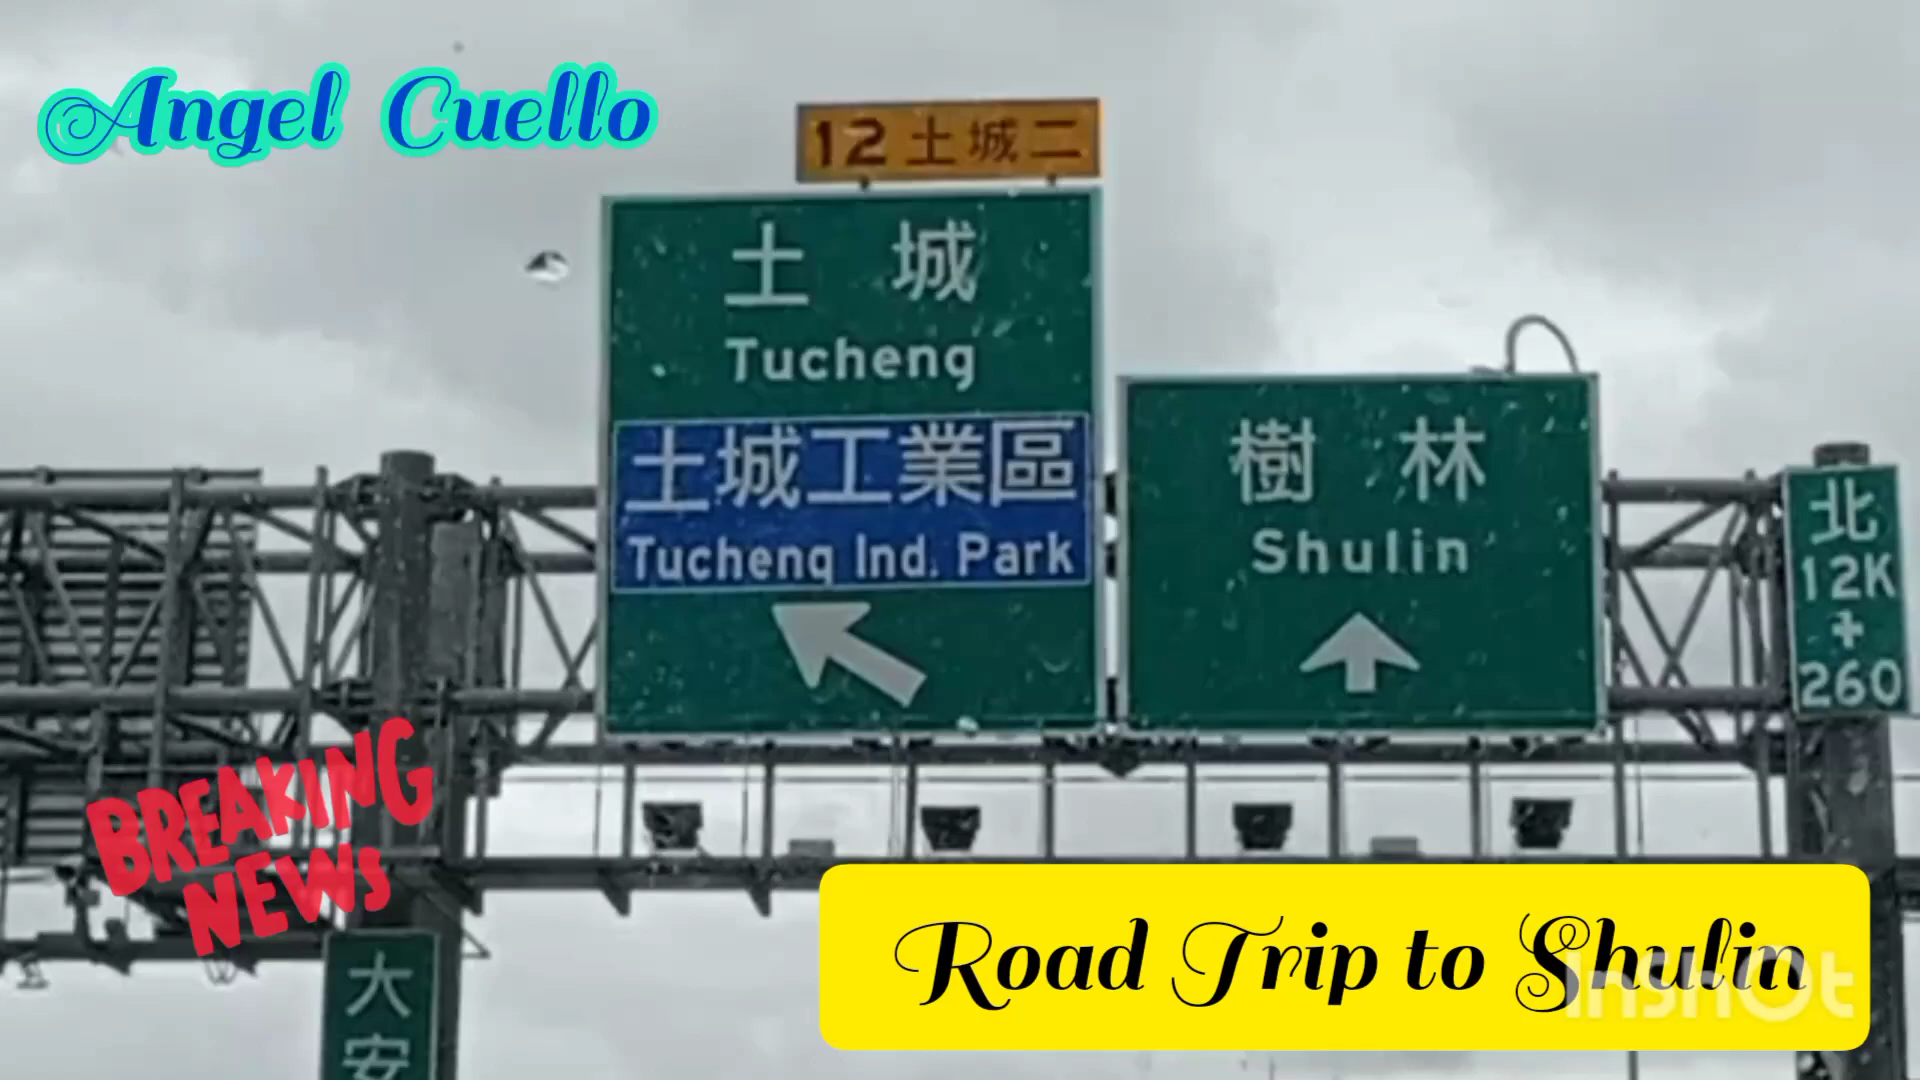 Angel Cuello
12 土城二
土城
Tucheng
土城工業區
Tucheng Ind. Park
樹林
Shulin
北
12K
+
260
BREAKING
NEWS
大
安
Road Trip to Shulin
InShOt